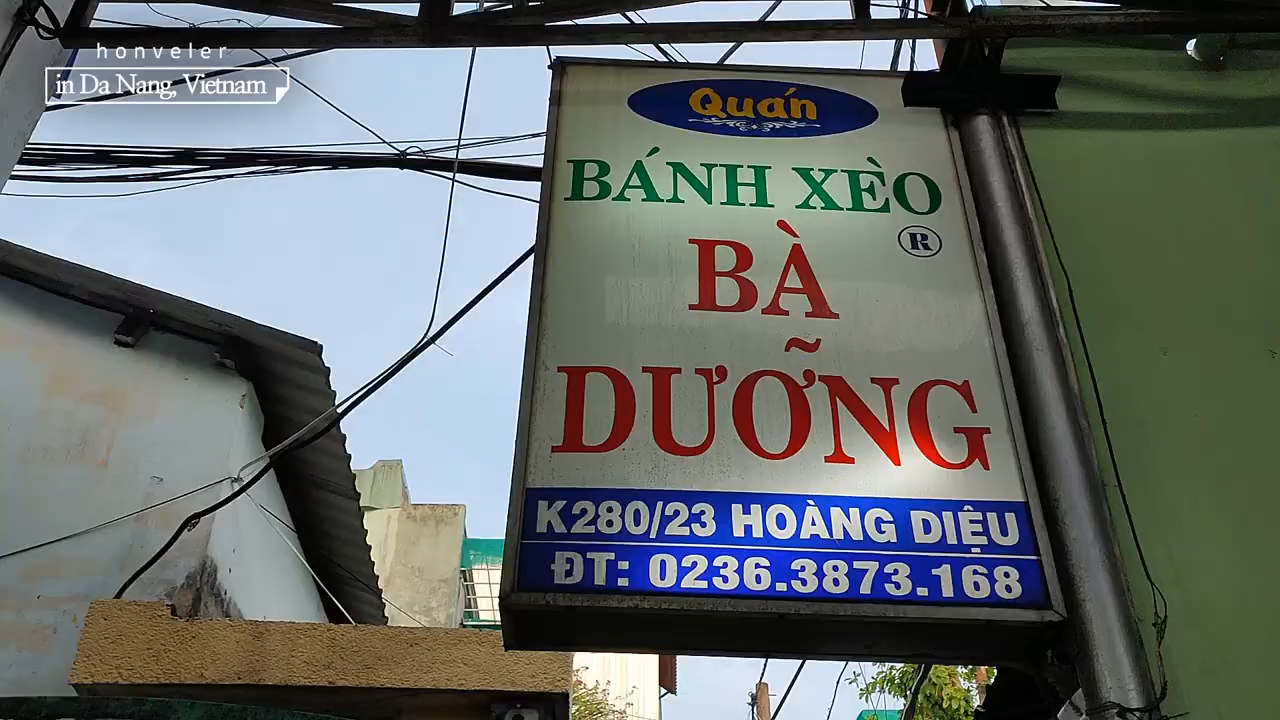 honveler
in Da Nang, Vietnam
Quán
BÁNH XÈO
®
BÀ
DƯỠNG
K280/23 HOÀNG DIỆU
ĐT: 0236.3873.168